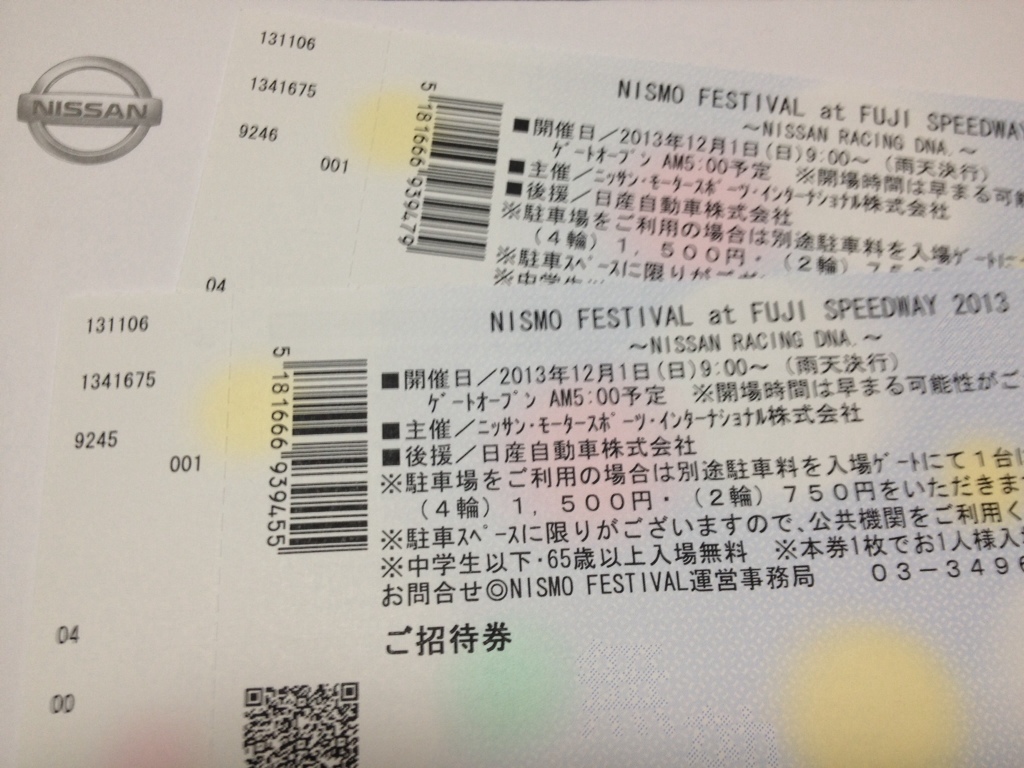 NISSAN
131106
1341675
9246
001
04
5 181666 939479
NISMO FESTIVAL at FUJI SPEEDWAY
～NISSAN RACING DNA.～
■開催日／2013年12月1日(日)9:00～ (雨天決行)
ｹﾞｰﾄｵｰﾌﾟﾝ AM5:00予定 ※開場時間は早まる可能
■主催／ﾆｯｻﾝ･ﾓｰﾀｰｽﾎﾟｰﾂ･ｲﾝﾀｰﾅｼｮﾅﾙ株式会社
■後援／日産自動車株式会社
※駐車場をご利用の場合は別途駐車料を入場ｹﾞｰﾄに
（４輪）１，５００円・（２輪）７５０
※駐車ｽﾍﾟｰｽに限りがござ
※中学生
131106
1341675
9245
001
04
00
5 181666 939455
NISMO FESTIVAL at FUJI SPEEDWAY 2013
～NISSAN RACING DNA.～
■開催日／2013年12月1日(日)9:00～ (雨天決行)
ｹﾞｰﾄｵｰﾌﾟﾝ AM5:00予定 ※開場時間は早まる可能性がご
■主催／ﾆｯｻﾝ･ﾓｰﾀｰｽﾎﾟｰﾂ･ｲﾝﾀｰﾅｼｮﾅﾙ株式会社
■後援／日産自動車株式会社
※駐車場をご利用の場合は別途駐車料を入場ｹﾞｰﾄにて１台に
（４輪）１，５００円・（２輪）７５０円をいただきま
※駐車ｽﾍﾟｰｽに限りがございますので､公共機関をご利用く
※中学生以下･65歳以上入場無料 ※本券1枚でお1人様入
お問合せ◎NISMO FESTIVAL運営事務局 ０３－３４９６
ご招待券